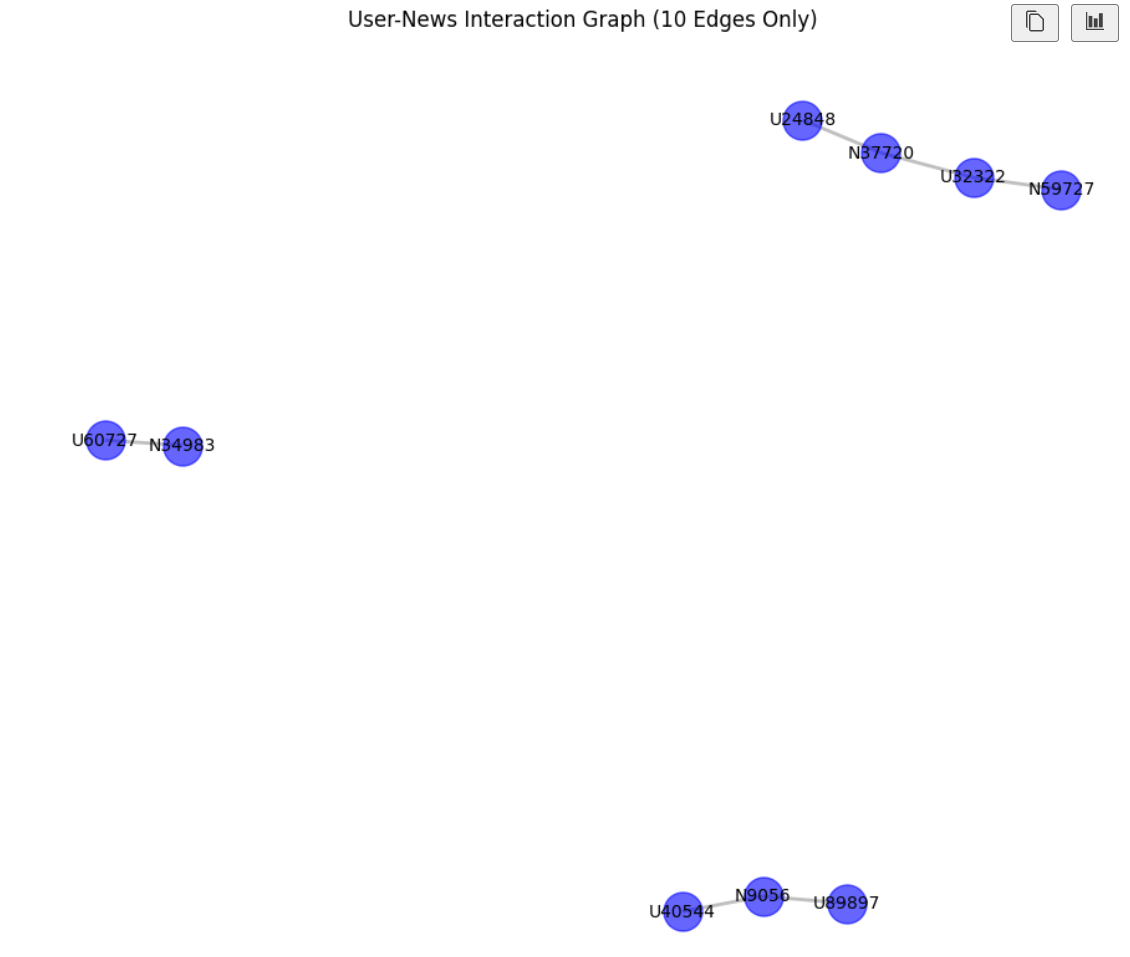 User-News Interaction Graph (10 Edges Only)
U24848
N37720
U32322
N59727
U60727
N34983
N9056
U89897
U40544